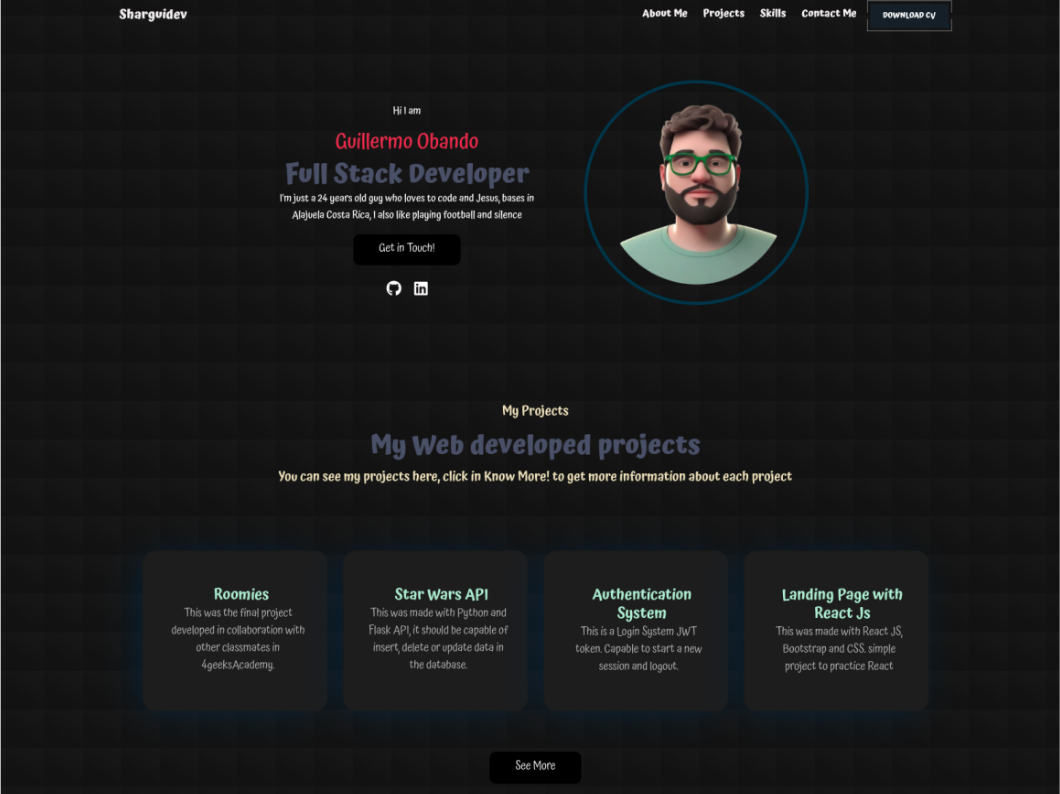 Sharguidev
About Me
Projects
Skills
Contact Me
DOWNLOAD CV
Hi I am
Guillermo Obando
Full Stack Developer
I'm just a 24 years old guy who loves to code and Jesus, bases in
Alajuela Costa Rica, I also like playing football and silence
Get in Touch!
My Projects
My Web developed projects
You can see my projects here, click in Know More! to get more information about each project
Roomies
This was the final project
developed in collaboration with
other classmates in
4geeksAcademy.
Star Wars API
This was made with Python and
Flask API, it should be capable of
insert, delete or update data in
the database.
Authentication
System
This is a Login System JWT
token. Capable to start a new
session and logout.
Landing Page with
React Js
This was made with React JS,
Bootstrap and CSS. simple
project to practice React
See More